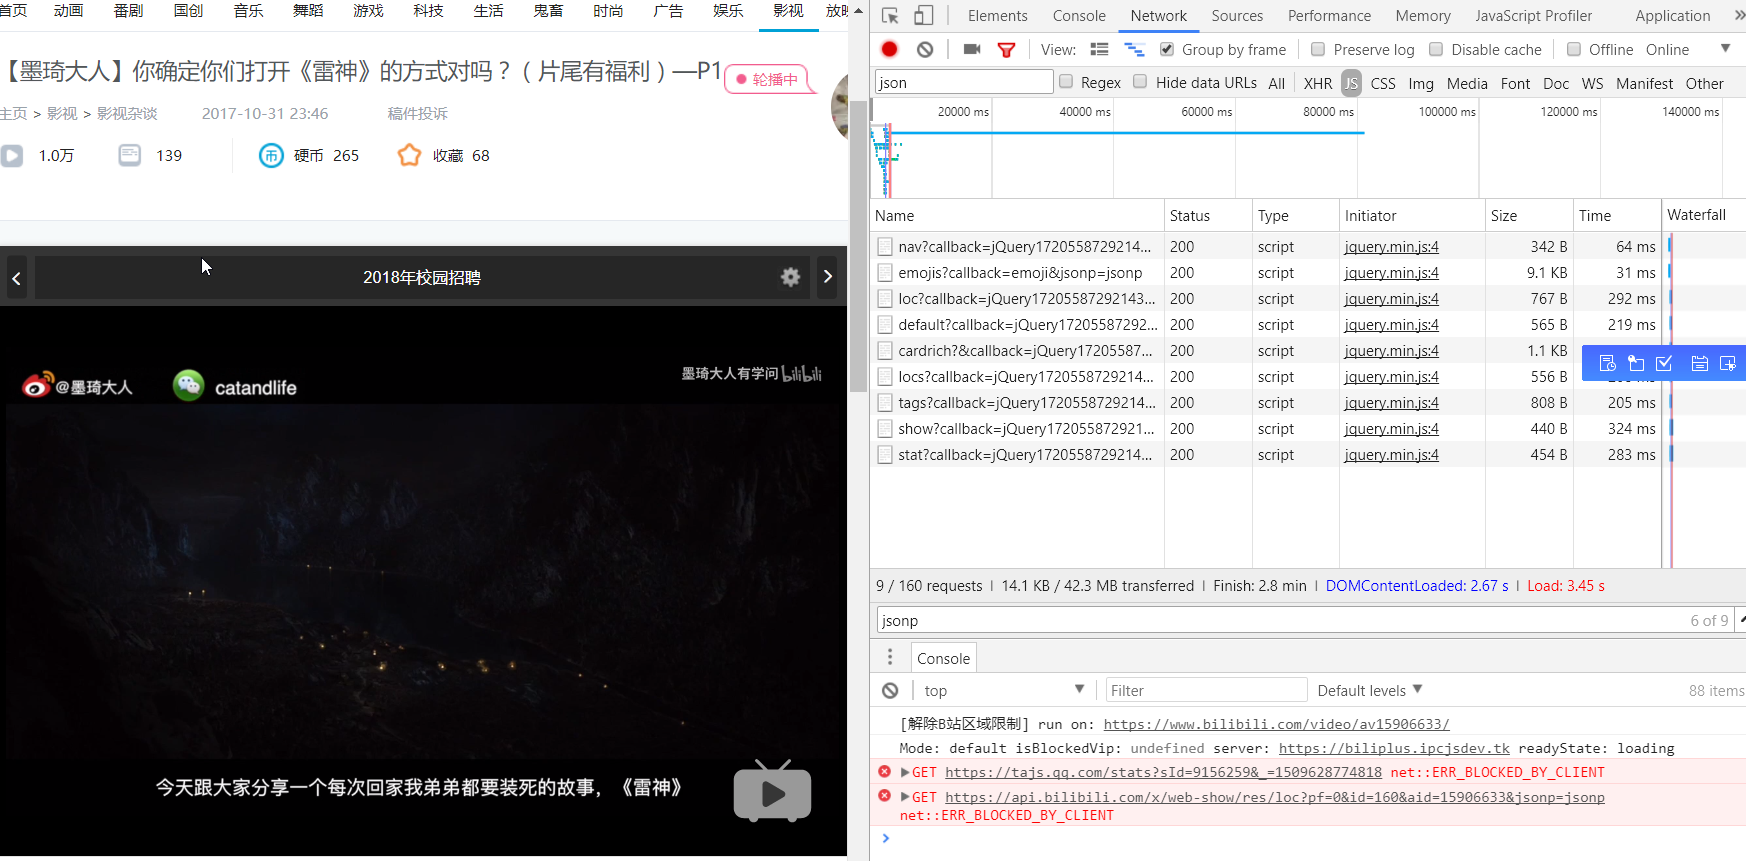 首页 动画 番剧 国创 音乐 舞蹈 游戏 科技 生活 鬼畜 时尚 广告 娱乐 影视 放映
【墨琦大人】你确定你们打开《雷神》的方式对吗？（片尾有福利）—P1
轮播中
主页 > 影视 > 影视杂谈 2017-10-31 23:46 稿件投诉
1.0万 139 硬币 265 收藏 68
2018年校园招聘
@墨琦大人 catandlife
墨琦大人有学问 bilibili
今天跟大家分享一个每次回家我弟弟都要装死的故事，《雷神》
Elements Console Network Sources Performance Memory JavaScript Profiler Application »
View: Group by frame Preserve log Disable cache Offline Online
json Regex Hide data URLs All XHR JS CSS Img Media Font Doc WS Manifest Other
20000 ms 40000 ms 60000 ms 80000 ms 100000 ms 120000 ms 140000 ms
Name Status Type Initiator Size Time Waterfall
nav?callback=jQuery1720558729214... 200 script jquery.min.js:4 342 B 64 ms
emojis?callback=emoji&jsonp=jsonp 200 script jquery.min.js:4 9.1 KB 31 ms
loc?callback=jQuery17205587292143... 200 script jquery.min.js:4 767 B 292 ms
default?callback=jQuery17205587292... 200 script jquery.min.js:4 565 B 219 ms
cardrich?&callback=jQuery17205587... 200 script jquery.min.js:4 1.1 KB
locs?callback=jQuery1720558729214... 200 script jquery.min.js:4 556 B
tags?callback=jQuery1720558729214... 200 script jquery.min.js:4 808 B 205 ms
show?callback=jQuery172055872921... 200 script jquery.min.js:4 440 B 324 ms
stat?callback=jQuery1720558729214... 200 script jquery.min.js:4 454 B 283 ms
9 / 160 requests | 14.1 KB / 42.3 MB transferred | Finish: 2.8 min | DOMContentLoaded: 2.67 s | Load: 3.45 s
jsonp 6 of 9
Console
top Filter Default levels 88 items
[解除B站区域限制] run on: https://www.bilibili.com/video/av15906633/
Mode: default isBlockedVip: undefined server: https://biliplus.ipcjsdev.tk readyState: loading
GET https://tajs.qq.com/stats?sId=9156259&_=1509628774818 net::ERR_BLOCKED_BY_CLIENT
GET https://api.bilibili.com/x/web-show/res/loc?pf=0&id=160&aid=15906633&jsonp=jsonp
net::ERR_BLOCKED_BY_CLIENT